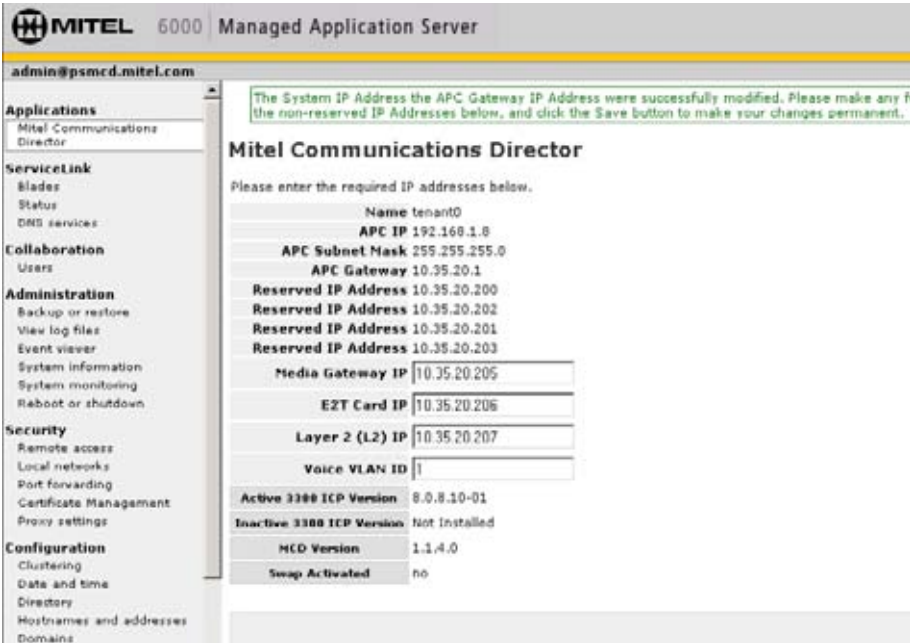 MITEL 6000 Managed Application Server
admin@psmcd.mitel.com
Applications
Mitel Communications
Director
ServiceLink
Blades
Status
DNS services
Collaboration
Users
Administration
Backup or restore
View log files
Event viewer
System information
System monitoring
Reboot or shutdown
Security
Remote access
Local networks
Port forwarding
Certificate Management
Proxy settings
Configuration
Clustering
Date and time
Directory
Hostnames and addresses
Domains
The System IP Address the APC Gateway IP Address were successfully modified. Please make any f
the non-reserved IP Addresses below, and click the Save button to make your changes permanent.
Mitel Communications Director
Please enter the required IP addresses below.
Name tenant0
APC IP 192.168.1.8
APC Subnet Mask 255.255.255.0
APC Gateway 10.35.20.1
Reserved IP Address 10.35.20.200
Reserved IP Address 10.35.20.202
Reserved IP Address 10.35.20.201
Reserved IP Address 10.35.20.203
Media Gateway IP 10.35.20.205
E2T Card IP 10.35.20.206
Layer 2 (L2) IP 10.35.20.207
Voice VLAN ID 1
Active 3300 ICP Version 8.0.8.10-01
Inactive 3300 ICP Version Not Installed
MCD Version 1.1.4.0
Swap Activated no